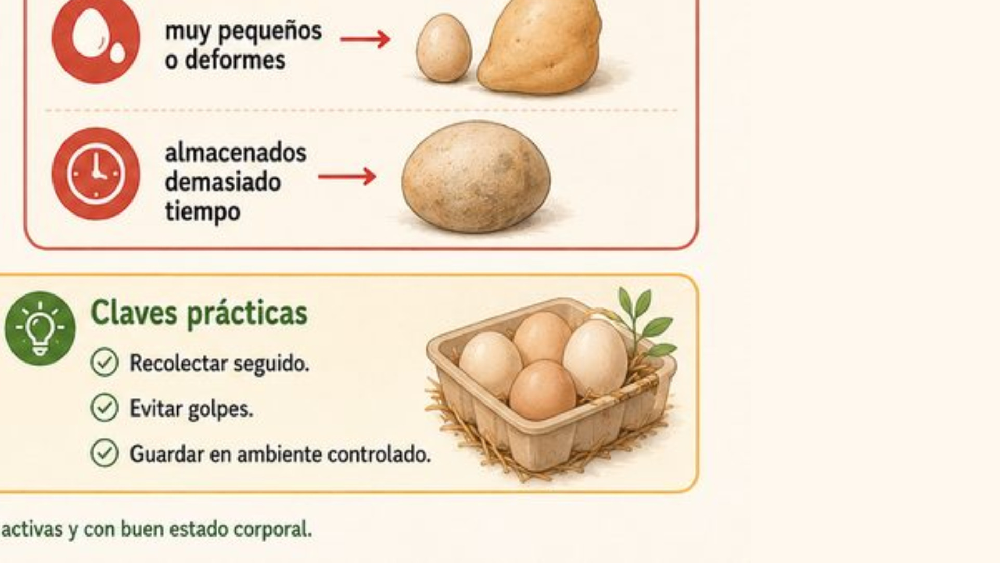 muy pequeños
o deformes
almacenados
demasiado
tiempo
Claves prácticas
Recolectar seguido.
Evitar golpes.
Guardar en ambiente controlado.
activas y con buen estado corporal.